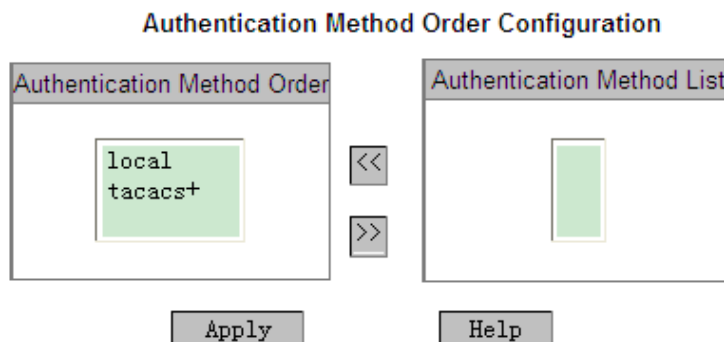 Authentication Method Order Configuration
Authentication Method Order
Authentication Method List
local
tacacs+
<<
>>
Apply
Help